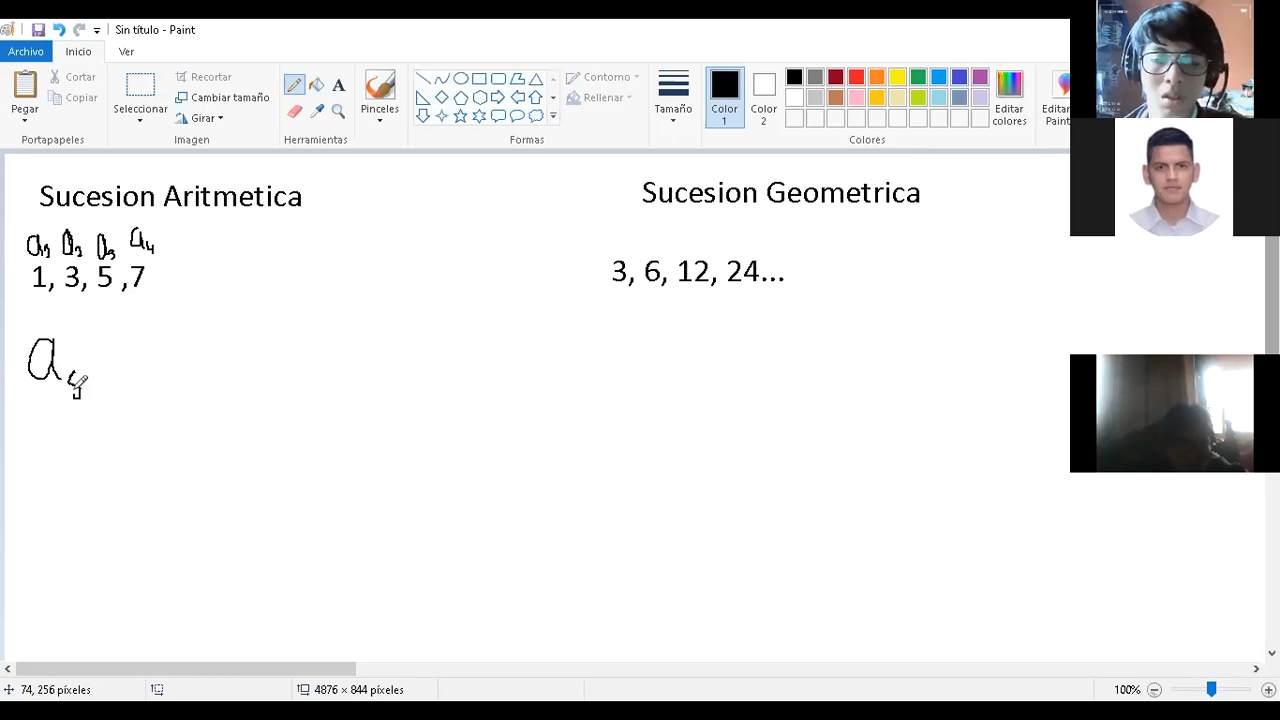 Sin título - Paint
Archivo Inicio Ver
Pegar
Cortar
Copiar
Portapapeles
Seleccionar
Recortar
Cambiar tamaño
Girar
Imagen
A
Herramientas
Pinceles
Contorno
Rellenar
Formas
Tamaño
Color 1
Color 2
Editar colores
Editar
Paint
Colores
Sucesion Aritmetica
a1 a2 a3 a4
1, 3, 5 ,7
a
Sucesion Geometrica
3, 6, 12, 24...
74, 256 píxeles
4876 × 844 píxeles
100%